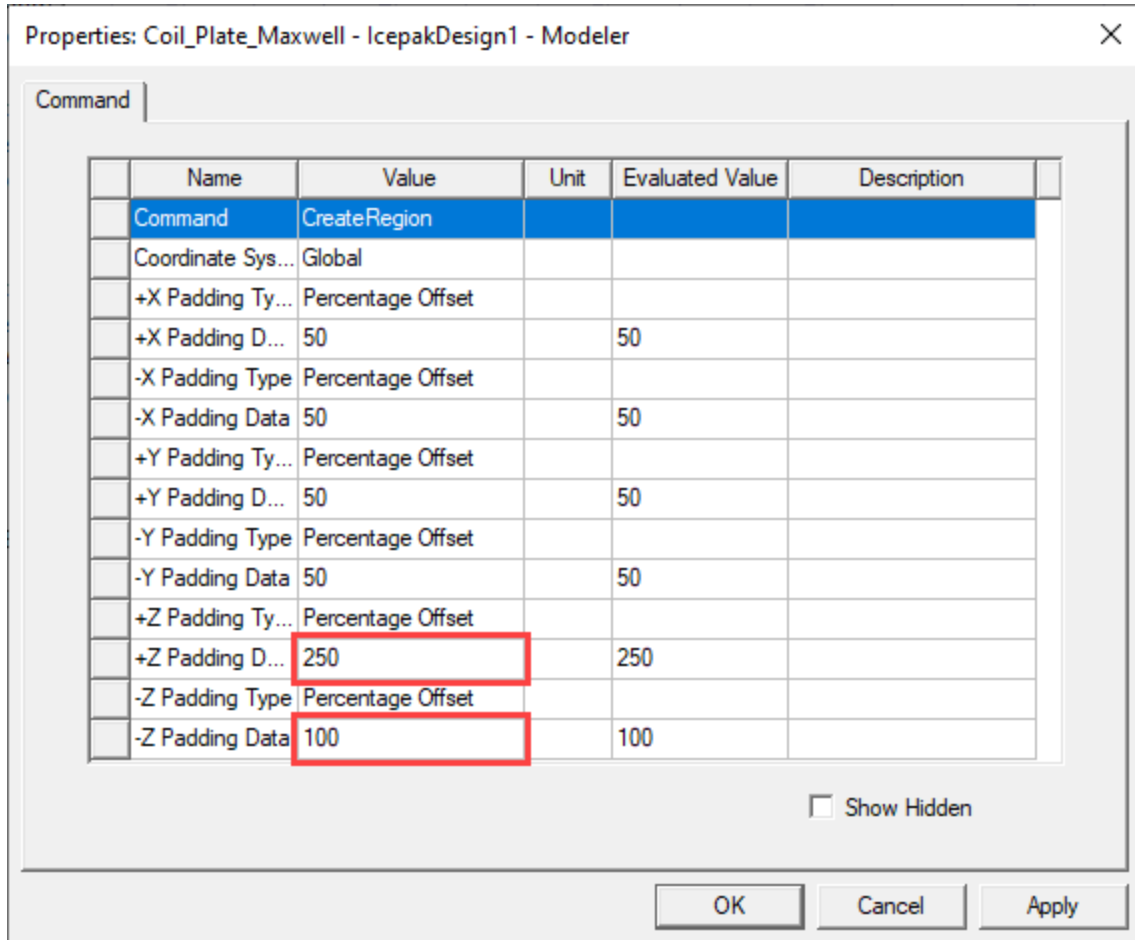 Properties: Coil_Plate_Maxwell - IcepakDesign1 - Modeler
Command
Name Value Unit Evaluated Value Description
Command CreateRegion
Coordinate Sys... Global
+X Padding Ty... Percentage Offset
+X Padding D... 50 50
-X Padding Type Percentage Offset
-X Padding Data 50 50
+Y Padding Ty... Percentage Offset
+Y Padding D... 50 50
-Y Padding Type Percentage Offset
-Y Padding Data 50 50
+Z Padding Ty... Percentage Offset
+Z Padding D... 250 250
-Z Padding Type Percentage Offset
-Z Padding Data 100 100
Show Hidden
OK Cancel Apply